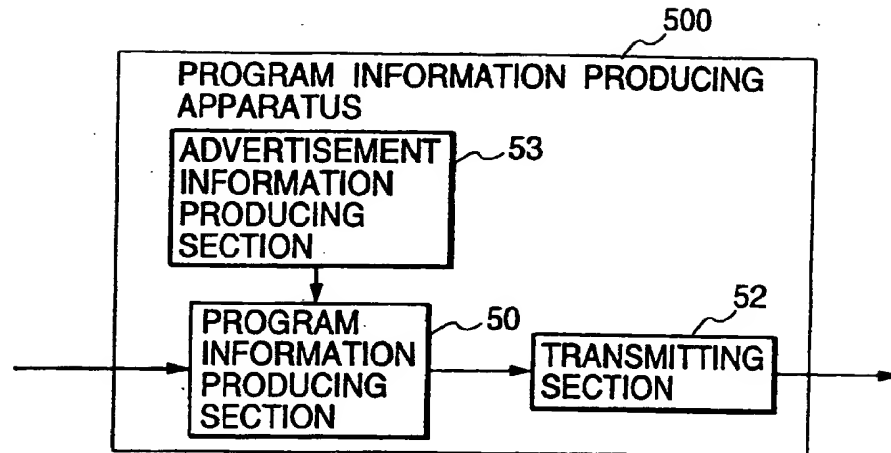 500
PROGRAM INFORMATION PRODUCING
APPARATUS
ADVERTISEMENT
INFORMATION
PRODUCING
SECTION
53
PROGRAM
INFORMATION
PRODUCING
SECTION
50
TRANSMITTING
SECTION
52